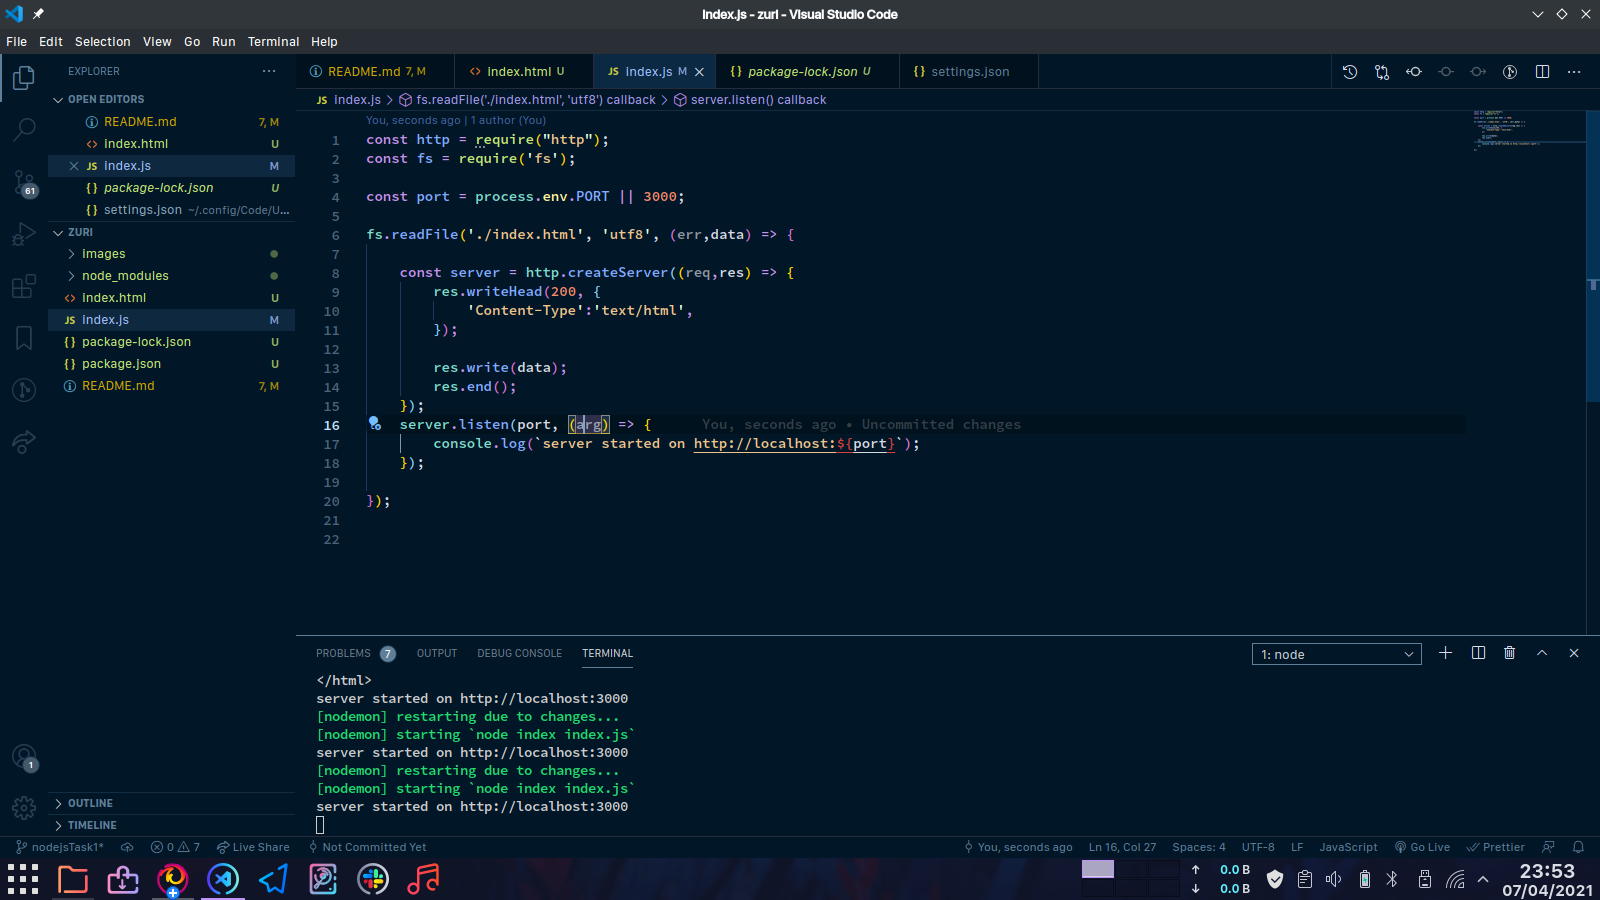 index.js - zuri - Visual Studio Code
File Edit Selection View Go Run Terminal Help
EXPLORER
README.md 7, M
index.html U
JS index.js M
{} package-lock.json U
{} settings.json
OPEN EDITORS
README.md 7, M
<> index.html U
JS index.js M
{} package-lock.json U
{} settings.json ~/.config/Code/U...
ZURI
images
node_modules
<> index.html U
JS index.js M
{} package-lock.json U
{} package.json U
README.md 7, M
OUTLINE
TIMELINE
61
1
JS index.js > fs.readFile('./index.html', 'utf8') callback > server.listen() callback
You, seconds ago | 1 author (You)
1 const http = require("http");
2 const fs = require('fs');
3
4 const port = process.env.PORT || 3000;
5
6 fs.readFile('./index.html', 'utf8', (err,data) => {
7
8 const server = http.createServer((req,res) => {
9 res.writeHead(200, {
10 'Content-Type':'text/html',
11 });
12
13 res.write(data);
14 res.end();
15 });
16 server.listen(port, (arg) => { You, seconds ago • Uncommitted changes
17 console.log(`server started on http://localhost:${port}`);
18 });
19
20 });
21
22
PROBLEMS 7 OUTPUT DEBUG CONSOLE TERMINAL
1: node
</html>
server started on http://localhost:3000
[nodemon] restarting due to changes...
[nodemon] starting `node index index.js`
server started on http://localhost:3000
[nodemon] restarting due to changes...
[nodemon] starting `node index index.js`
server started on http://localhost:3000
nodejsTask1* 0 7 Live Share Not Committed Yet You, seconds ago Ln 16, Col 27 Spaces: 4 UTF-8 LF JavaScript Go Live Prettier
0.0 B
0.0 B
23:53
07/04/2021